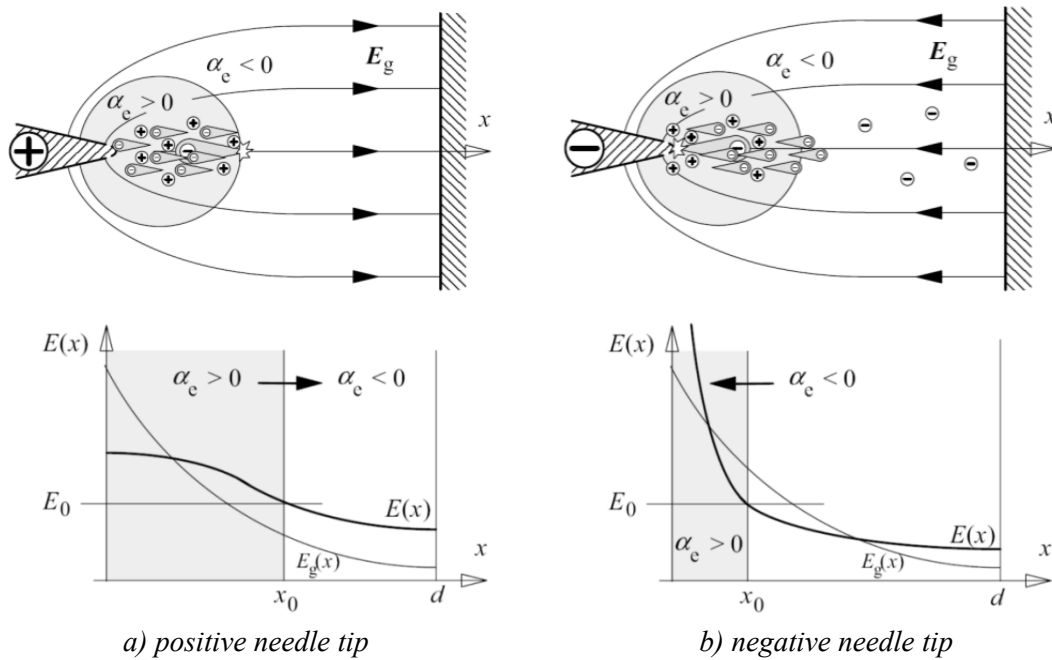 α_e < 0
E_g
α_e > 0
x
+
α_e < 0
E_g
α_e > 0
x
−
E(x)
α_e > 0
α_e < 0
E_0
E(x)
E_g(x)
x
x_0
d
E(x)
α_e < 0
E_0
α_e > 0
E(x)
E_g(x)
x
x_0
d
a) positive needle tip
b) negative needle tip